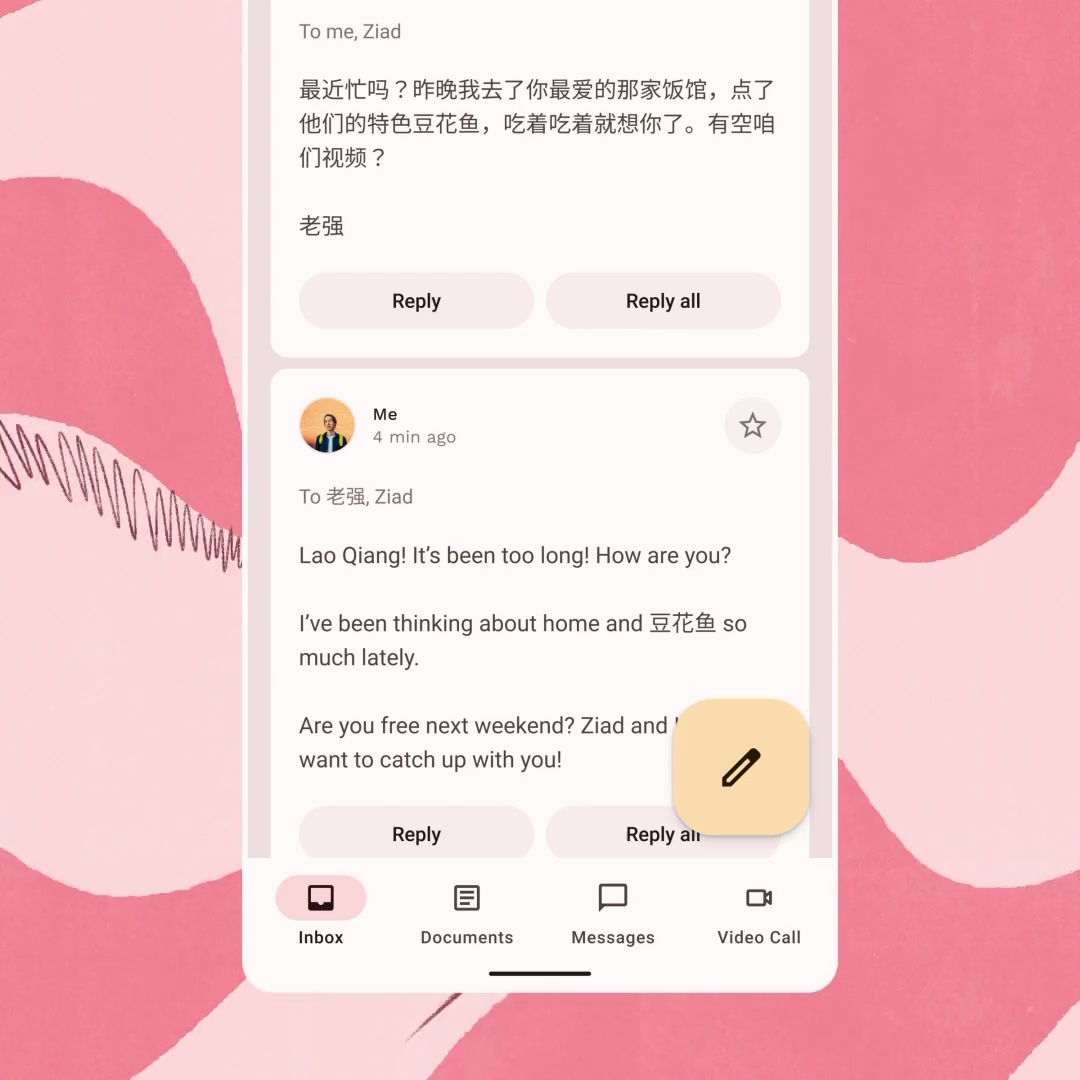 To me, Ziad
最近忙吗？昨晚我去了你最爱的那家饭馆，点了
他们的特色豆花鱼，吃着吃着就想你了。有空咱
们视频？
老强
Reply
Reply all
Me
4 min ago
To 老强, Ziad
Lao Qiang! It’s been too long! How are you?
I’ve been thinking about home and 豆花鱼 so
much lately.
Are you free next weekend? Ziad and
want to catch up with you!
Reply
Reply all
Inbox
Documents
Messages
Video Call